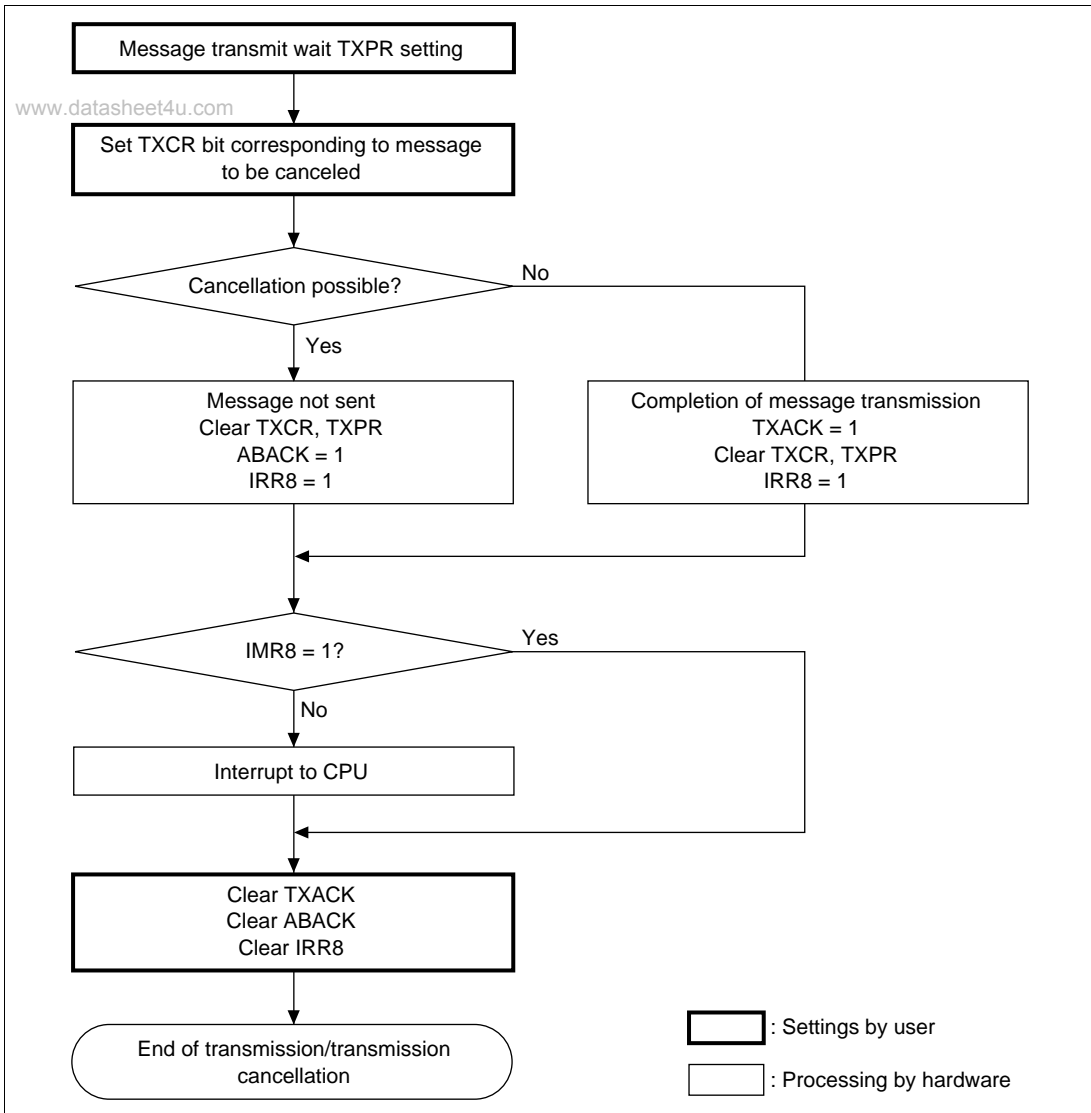 Message transmit wait TXPR setting
www.datasheet4u.com
Set TXCR bit corresponding to message
to be canceled
Cancellation possible?
No
Yes
Message not sent
Clear TXCR, TXPR
ABACK = 1
IRR8 = 1
Completion of message transmission
TXACK = 1
Clear TXCR, TXPR
IRR8 = 1
IMR8 = 1?
Yes
No
Interrupt to CPU
Clear TXACK
Clear ABACK
Clear IRR8
End of transmission/transmission
cancellation
: Settings by user
: Processing by hardware